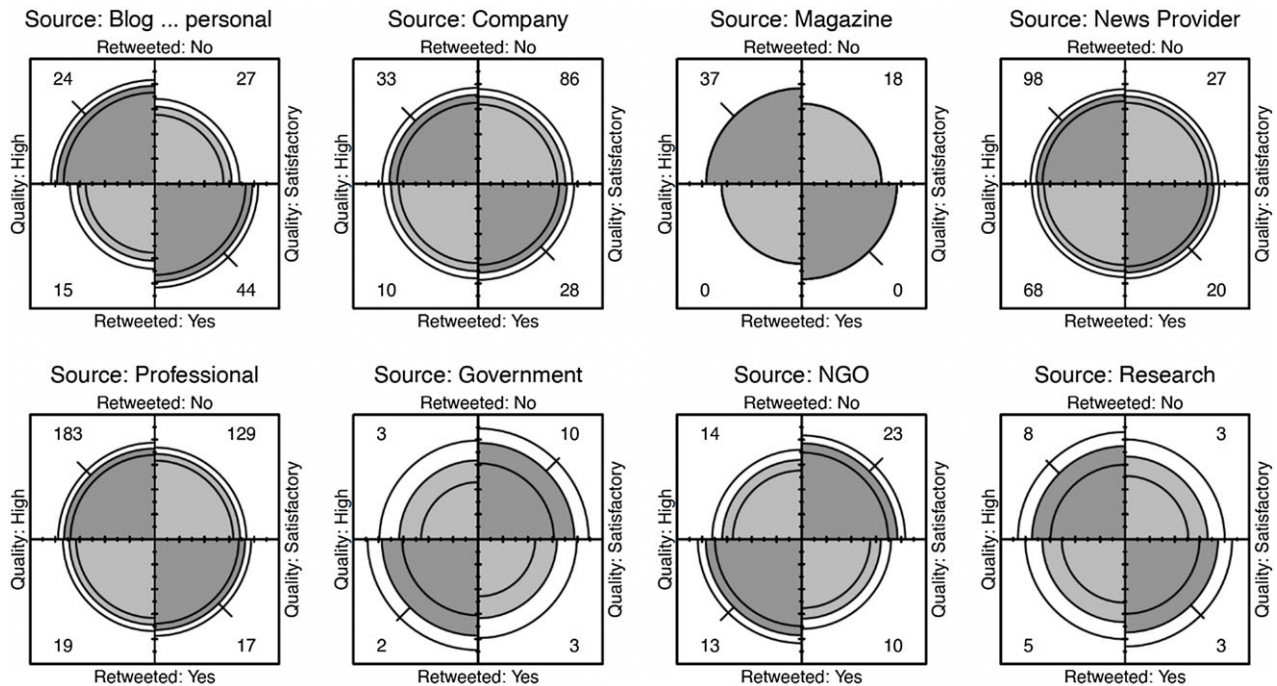 Source: Blog ... personal
Retweeted: No
24 27
Quality: High
Quality: Satisfactory
15 44
Retweeted: Yes
Source: Company
Retweeted: No
33 86
Quality: High
Quality: Satisfactory
10 28
Retweeted: Yes
Source: Magazine
Retweeted: No
37 18
Quality: High
Quality: Satisfactory
0 0
Retweeted: Yes
Source: News Provider
Retweeted: No
98 27
Quality: High
Quality: Satisfactory
68 20
Retweeted: Yes
Source: Professional
Retweeted: No
183 129
Quality: High
Quality: Satisfactory
19 17
Retweeted: Yes
Source: Government
Retweeted: No
3 10
Quality: High
Quality: Satisfactory
2 3
Retweeted: Yes
Source: NGO
Retweeted: No
14 23
Quality: High
Quality: Satisfactory
13 10
Retweeted: Yes
Source: Research
Retweeted: No
8 3
Quality: High
Quality: Satisfactory
5 3
Retweeted: Yes